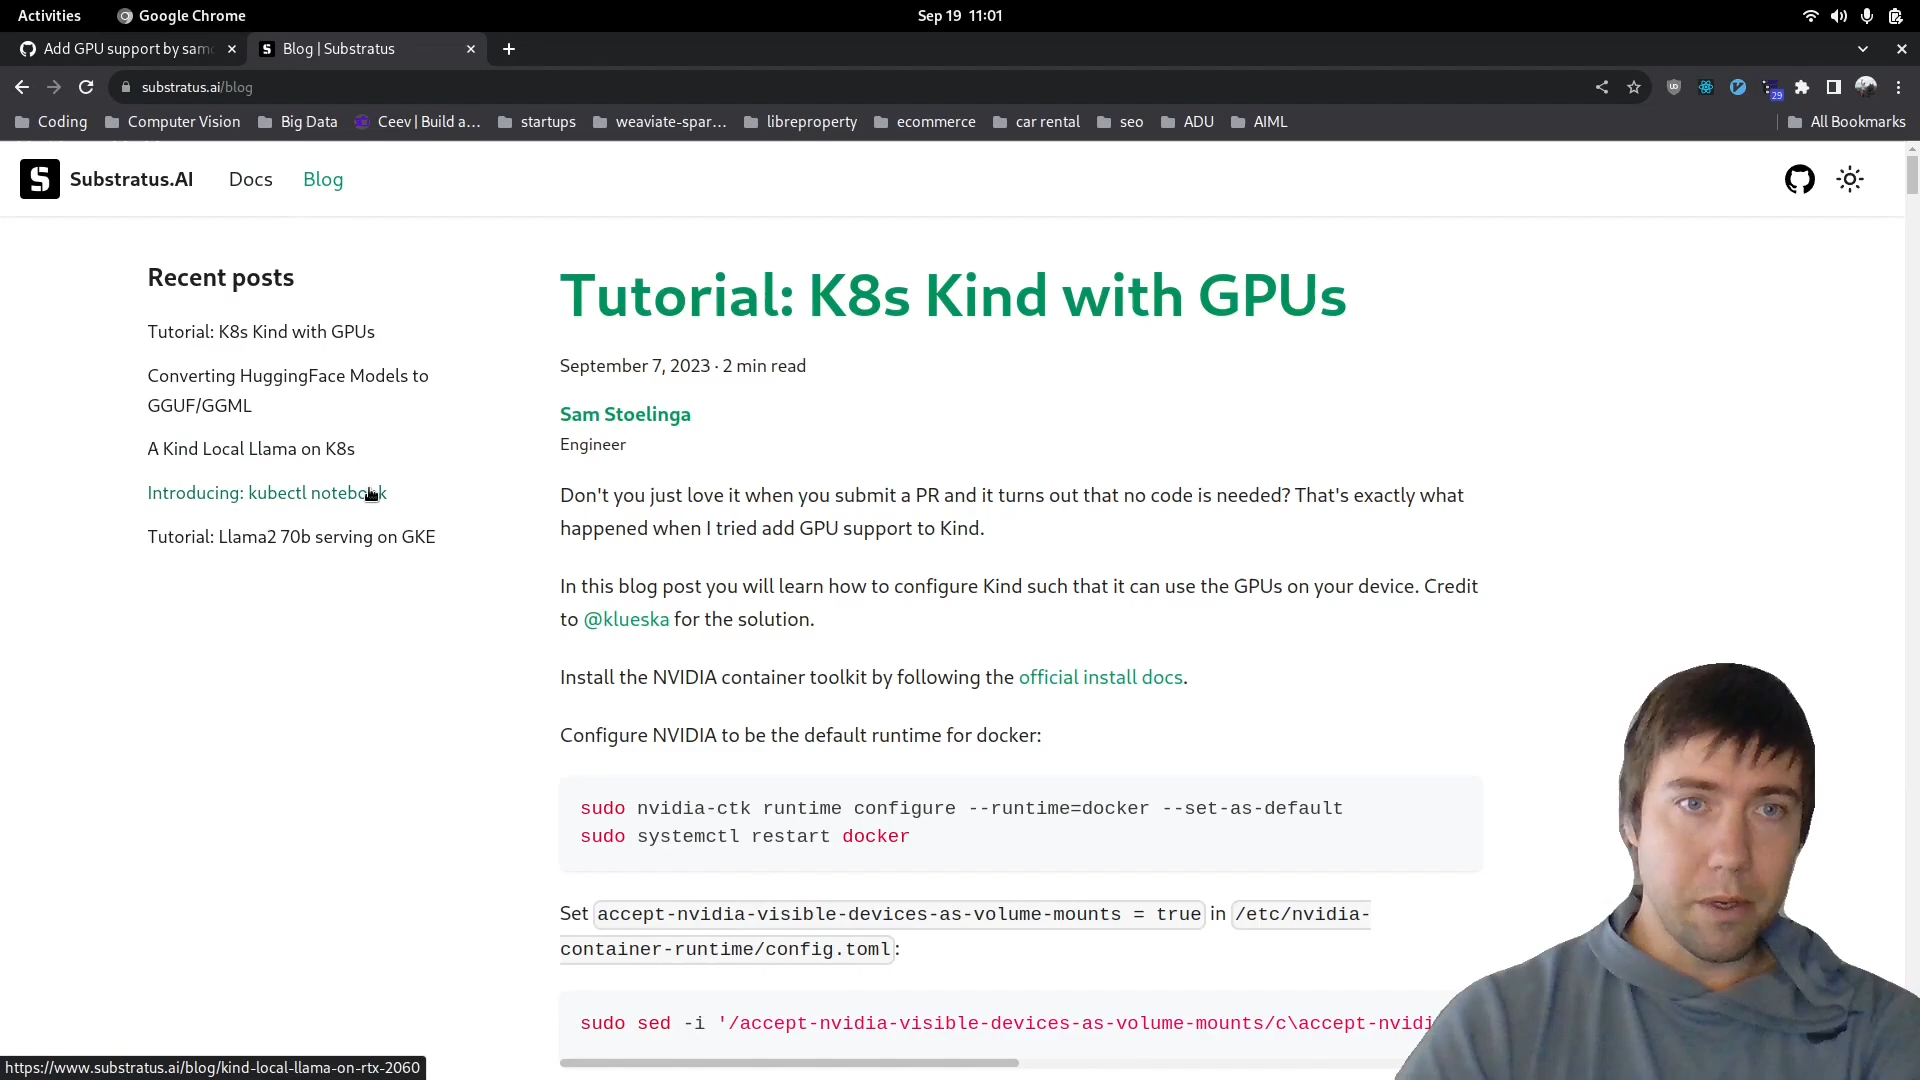 Activities
Google Chrome
Sep 19 11:01
Add GPU support by samo
Blog | Substratus
substratus.ai/blog
29
Coding
Computer Vision
Big Data
Ceev | Build a...
startups
weaviate-spar...
libreproperty
ecommerce
car rental
seo
ADU
AIML
All Bookmarks
Substratus.AI
Docs
Blog
Recent posts
Tutorial: K8s Kind with GPUs
Converting HuggingFace Models to
GGUF/GGML
A Kind Local Llama on K8s
Introducing: kubectl notebook
Tutorial: Llama2 70b serving on GKE
Tutorial: K8s Kind with GPUs
September 7, 2023 · 2 min read
Sam Stoelinga
Engineer
Don't you just love it when you submit a PR and it turns out that no code is needed? That's exactly what
happened when I tried add GPU support to Kind.
In this blog post you will learn how to configure Kind such that it can use the GPUs on your device. Credit
to @klueska for the solution.
Install the NVIDIA container toolkit by following the official install docs.
Configure NVIDIA to be the default runtime for docker:
sudo nvidia-ctk runtime configure --runtime=docker --set-as-default
sudo systemctl restart docker
Set accept-nvidia-visible-devices-as-volume-mounts = true in /etc/nvidia-
container-runtime/config.toml:
sudo sed -i '/accept-nvidia-visible-devices-as-volume-mounts/c\accept-nvidi
https://www.substratus.ai/blog/kind-local-llama-on-rtx-2060